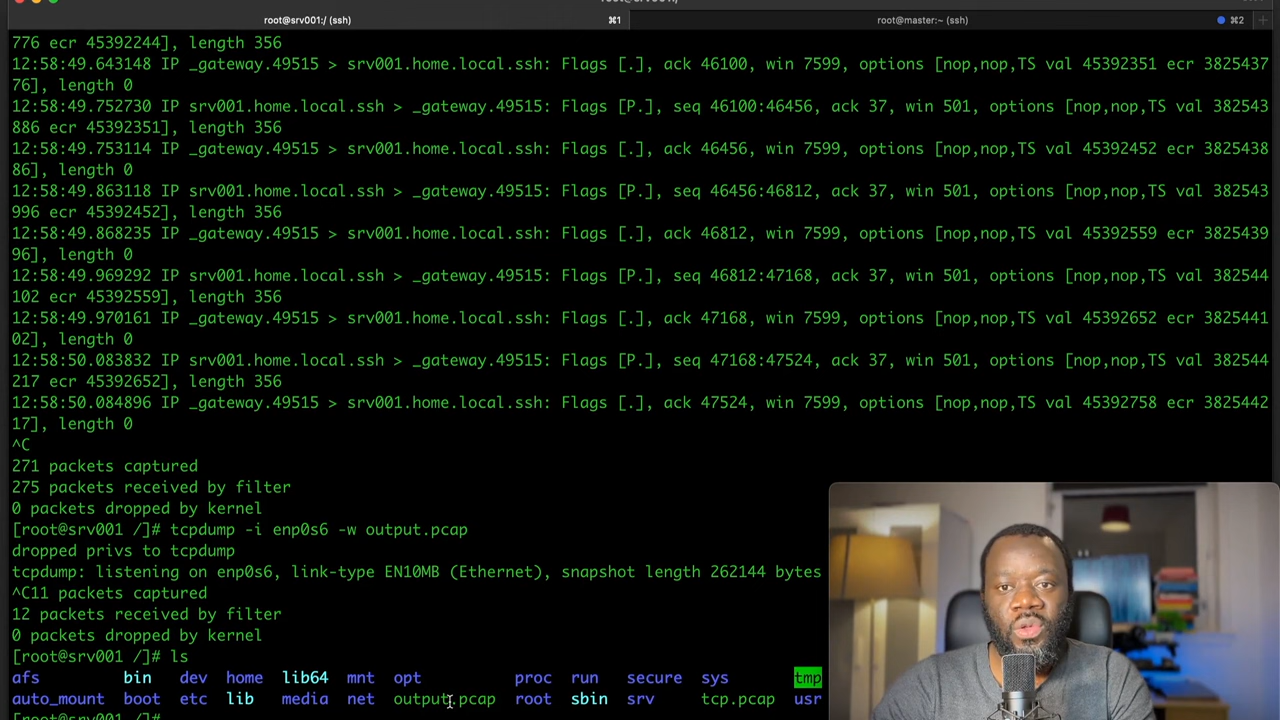 root@srv001:/ (ssh)
⌘1
root@master:~ (ssh)
⌘2
776 ecr 45392244], length 356
12:58:49.643148 IP _gateway.49515 > srv001.home.local.ssh: Flags [.], ack 46100, win 7599, options [nop,nop,TS val 45392351 ecr 3825437
76], length 0
12:58:49.752730 IP srv001.home.local.ssh > _gateway.49515: Flags [P.], seq 46100:46456, ack 37, win 501, options [nop,nop,TS val 382543
886 ecr 45392351], length 356
12:58:49.753114 IP _gateway.49515 > srv001.home.local.ssh: Flags [.], ack 46456, win 7599, options [nop,nop,TS val 45392452 ecr 3825438
86], length 0
12:58:49.863118 IP srv001.home.local.ssh > _gateway.49515: Flags [P.], seq 46456:46812, ack 37, win 501, options [nop,nop,TS val 382543
996 ecr 45392452], length 356
12:58:49.868235 IP _gateway.49515 > srv001.home.local.ssh: Flags [.], ack 46812, win 7599, options [nop,nop,TS val 45392559 ecr 3825439
96], length 0
12:58:49.969292 IP srv001.home.local.ssh > _gateway.49515: Flags [P.], seq 46812:47168, ack 37, win 501, options [nop,nop,TS val 382544
102 ecr 45392559], length 356
12:58:49.970161 IP _gateway.49515 > srv001.home.local.ssh: Flags [.], ack 47168, win 7599, options [nop,nop,TS val 45392652 ecr 3825441
02], length 0
12:58:50.083832 IP srv001.home.local.ssh > _gateway.49515: Flags [P.], seq 47168:47524, ack 37, win 501, options [nop,nop,TS val 382544
217 ecr 45392652], length 356
12:58:50.084896 IP _gateway.49515 > srv001.home.local.ssh: Flags [.], ack 47524, win 7599, options [nop,nop,TS val 45392758 ecr 3825442
17], length 0
^C
271 packets captured
275 packets received by filter
0 packets dropped by kernel
[root@srv001 /]# tcpdump -i enp0s6 -w output.pcap
dropped privs to tcpdump
tcpdump: listening on enp0s6, link-type EN10MB (Ethernet), snapshot length 262144 bytes
^C11 packets captured
12 packets received by filter
0 packets dropped by kernel
[root@srv001 /]# ls
afs bin dev home lib64 mnt opt proc run secure sys tmp
auto_mount boot etc lib media net output.pcap root sbin srv tcp.pcap usr
[root@srv001 /]#